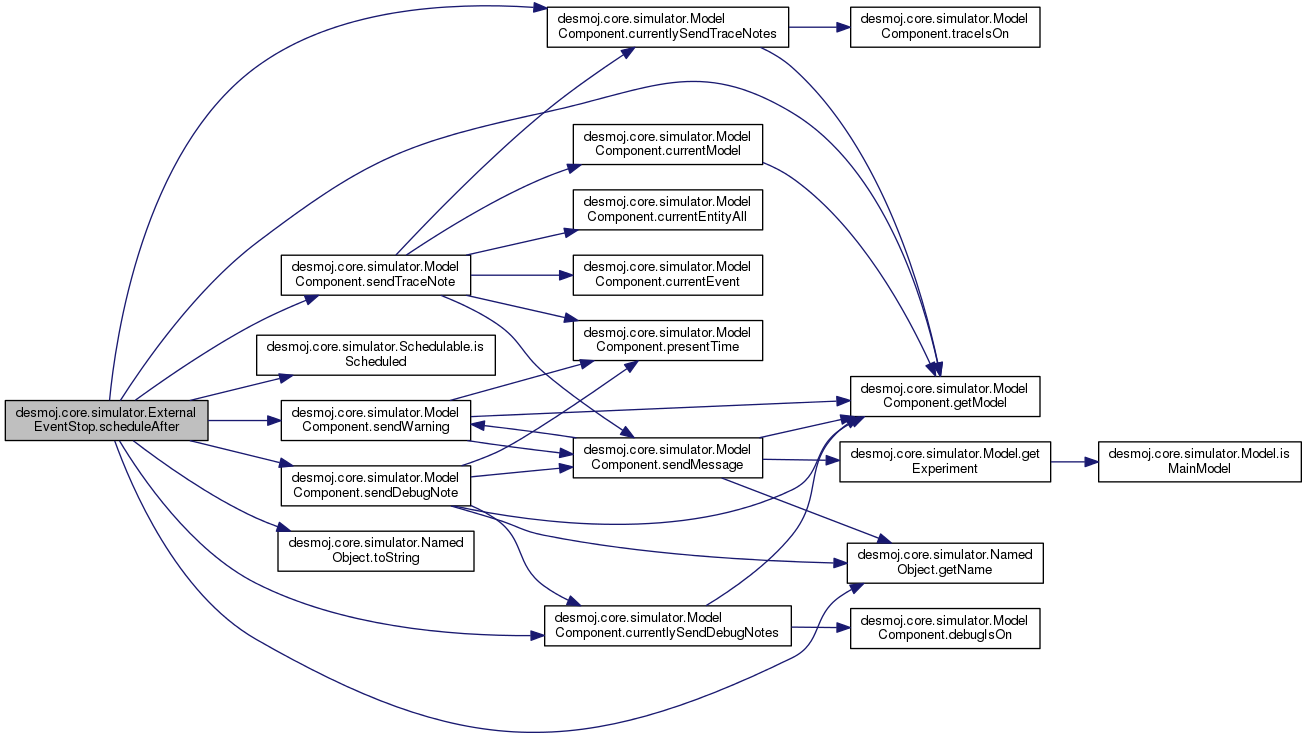 desmoj.core.simulator.External
EventStop.scheduleAfter
desmoj.core.simulator.Model
Component.currentlySendTraceNotes
desmoj.core.simulator.Model
Component.traceIsOn
desmoj.core.simulator.Model
Component.currentModel
desmoj.core.simulator.Model
Component.currentEntityAll
desmoj.core.simulator.Model
Component.sendTraceNote
desmoj.core.simulator.Model
Component.currentEvent
desmoj.core.simulator.Model
Component.presentTime
desmoj.core.simulator.Schedulable.is
Scheduled
desmoj.core.simulator.Model
Component.getModel
desmoj.core.simulator.Model
Component.sendWarning
desmoj.core.simulator.Model
Component.sendMessage
desmoj.core.simulator.Model.get
Experiment
desmoj.core.simulator.Model.is
MainModel
desmoj.core.simulator.Model
Component.sendDebugNote
desmoj.core.simulator.Named
Object.toString
desmoj.core.simulator.Named
Object.getName
desmoj.core.simulator.Model
Component.currentlySendDebugNotes
desmoj.core.simulator.Model
Component.debugIsOn